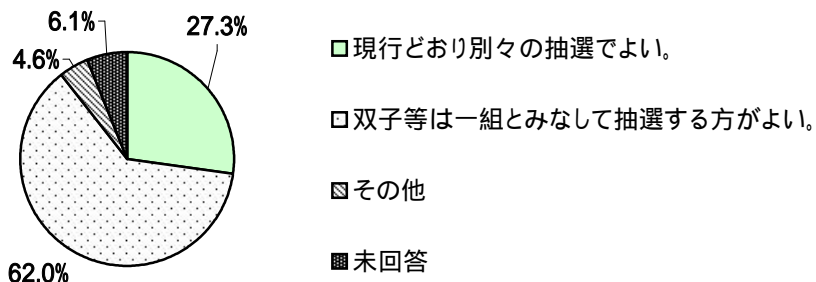 6.1%
27.3%
4.6%
62.0%
現行どおり別々の抽選でよい。
双子等は一組とみなして抽選する方がよい。
その他
未回答